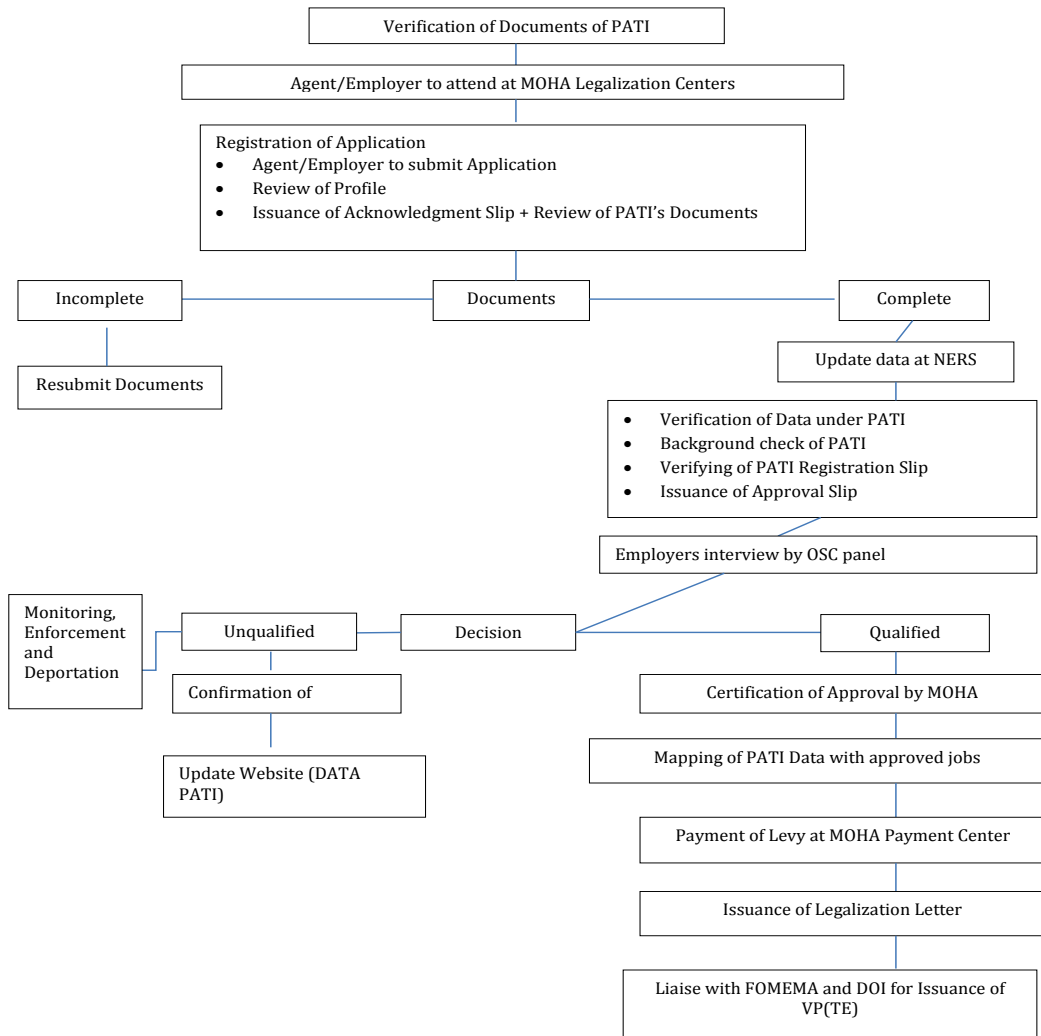 Verification of Documents of PATI
Agent/Employer to attend at MOHA Legalization Centers
Registration of Application
• Agent/Employer to submit Application
• Review of Profile
• Issuance of Acknowledgment Slip + Review of PATI's Documents
Incomplete
Documents
Complete
Resubmit Documents
Update data at NERS
• Verification of Data under PATI
• Background check of PATI
• Verifying of PATI Registration Slip
• Issuance of Approval Slip
Employers interview by OSC panel
Monitoring,
Enforcement
and
Deportation
Unqualified
Decision
Qualified
Confirmation of
Update Website (DATA
PATI)
Certification of Approval by MOHA
Mapping of PATI Data with approved jobs
Payment of Levy at MOHA Payment Center
Issuance of Legalization Letter
Liaise with FOMEMA and DOI for Issuance of
VP(TE)